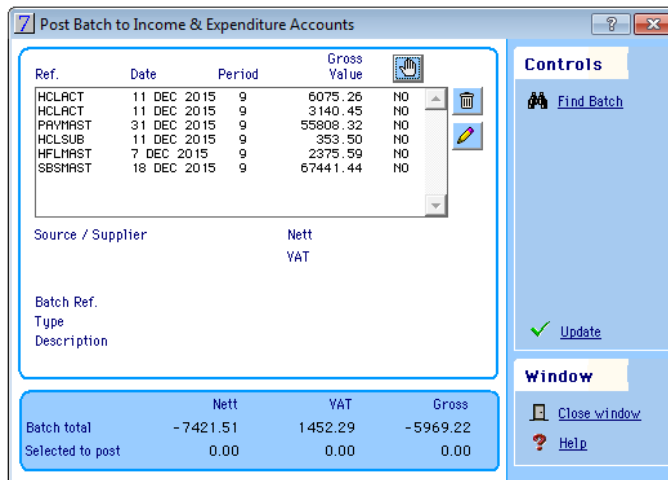 7 Post Batch to Income & Expenditure Accounts ?
Gross
Ref. Date Period Value
HCLACT 11 DEC 2015 9 6075.26 NO
HCLACT 11 DEC 2015 9 3140.45 NO
PAYMAST 31 DEC 2015 9 55808.32 NO
HCLSUB 11 DEC 2015 9 353.50 NO
HFLMAST 7 DEC 2015 9 2375.59 NO
SBSMAST 18 DEC 2015 9 67441.44 NO
Source / Supplier Nett
VAT
Batch Ref.
Type
Description
Nett VAT Gross
Batch total -7421.51 1452.29 -5969.22
Selected to post 0.00 0.00 0.00
Controls
Find Batch
Update
Window
Close window
? Help